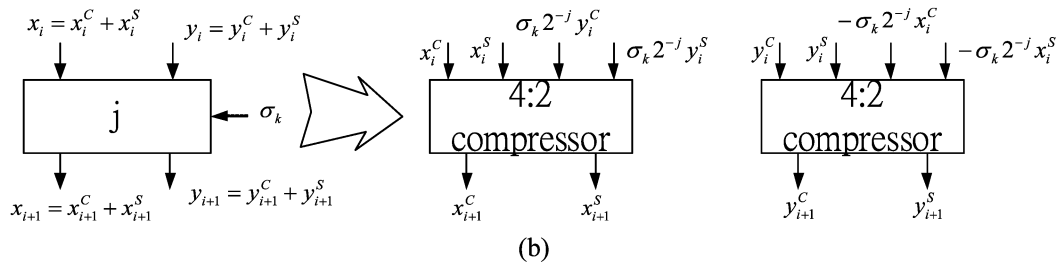 x_i = x_i^C + x_i^S
y_i = y_i^C + y_i^S
j
σ_k
x_{i+1} = x_{i+1}^C + x_{i+1}^S
y_{i+1} = y_{i+1}^C + y_{i+1}^S
x_i^C
x_i^S
σ_k 2^{-j} y_i^C
σ_k 2^{-j} y_i^S
4:2
compressor
x_{i+1}^C
x_{i+1}^S
y_i^C
y_i^S
-σ_k 2^{-j} x_i^C
-σ_k 2^{-j} x_i^S
4:2
compressor
y_{i+1}^C
y_{i+1}^S
(b)